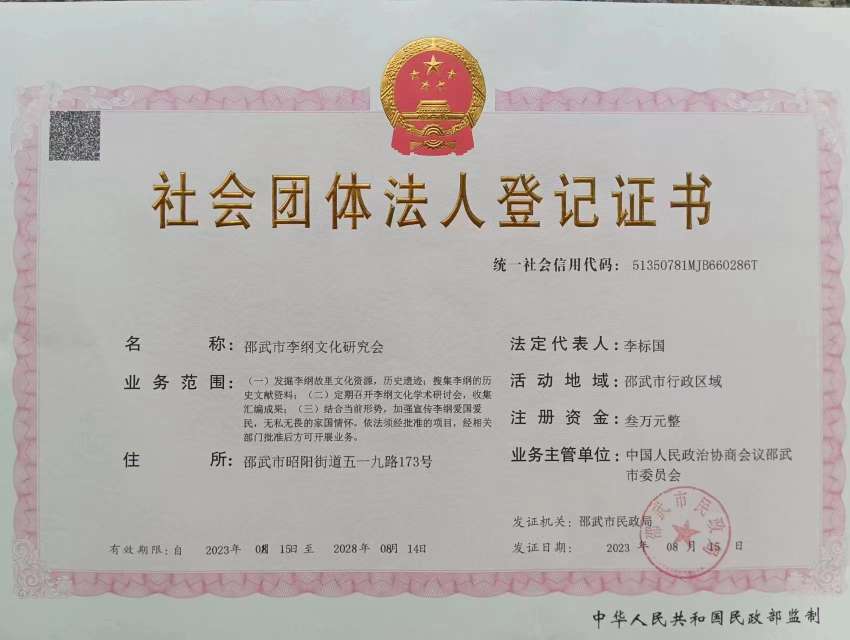 社会团体法人登记证书
统一社会信用代码: 51350781MJB660286T
名称: 邵武市李纲文化研究会
业务范围: (一)发掘李纲故里文化资源,历史遗迹;搜集李纲的历
史文献资料;(二)定期召开李纲文化学术研讨会,收集
汇编成果;(三)结合当前形势,加强宣传李纲爱国爱
民,无私无畏的家国情怀。依法须经批准的项目,经相关
部门批准后方可开展业务。
住所: 邵武市昭阳街道五一九路173号
有效期限:自 2023年 08月 15日至 2028年 08月 14日
法定代表人: 李标国
活动地域: 邵武市行政区域
注册资金: 叁万元整
业务主管单位: 中国人民政治协商会议邵武
市委员会
发证机关: 邵武市民政局
发证日期: 2023 年 08 月 15 日
邵武市民政局
中华人民共和国民政部监制